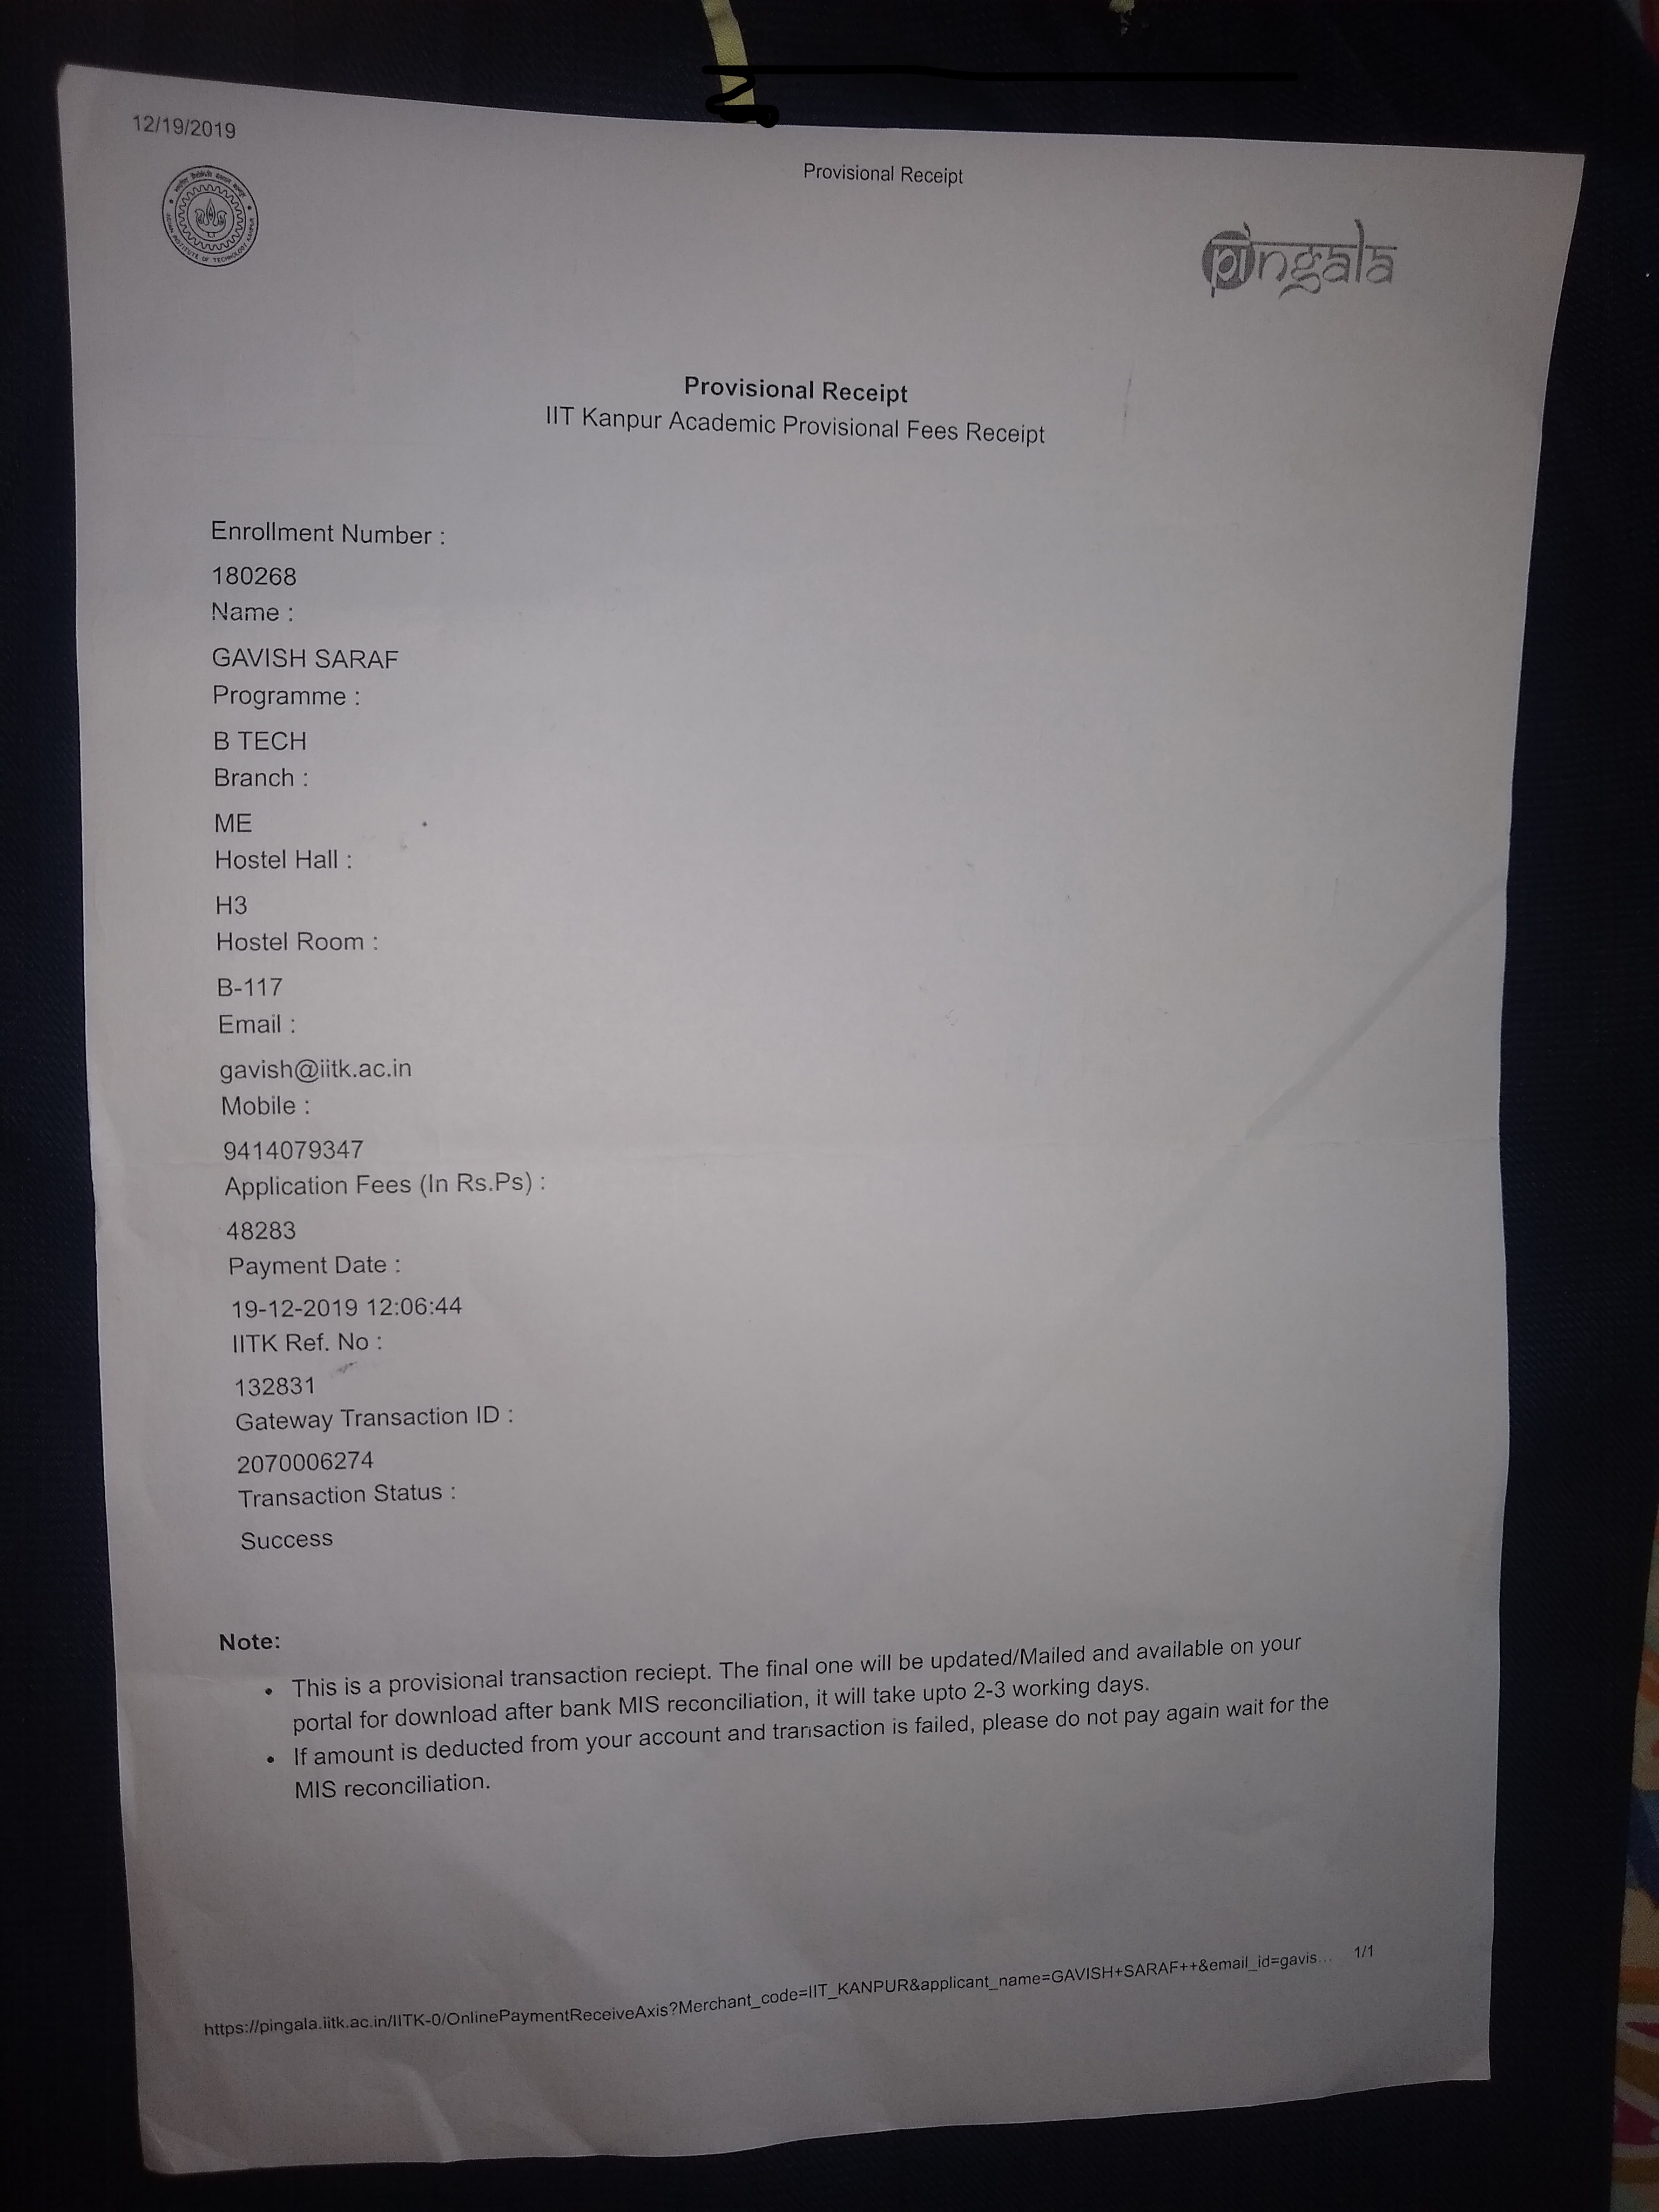 12/19/2019
Provisional Receipt
INDIAN INSTITUTE OF TECHNOLOGY KANPUR
pingala
Provisional Receipt
IIT Kanpur Academic Provisional Fees Receipt
Enrollment Number :
180268
Name :
GAVISH SARAF
Programme :
B TECH
Branch :
ME
Hostel Hall :
H3
Hostel Room :
B-117
Email :
gavish@iitk.ac.in
Mobile :
9414079347
Application Fees (In Rs.Ps) :
48283
Payment Date :
19-12-2019 12:06:44
IITK Ref. No :
132831
Gateway Transaction ID :
2070006274
Transaction Status :
Success
Note:
• This is a provisional transaction reciept. The final one will be updated/Mailed and available on your
portal for download after bank MIS reconciliation, it will take upto 2-3 working days.
• If amount is deducted from your account and transaction is failed, please do not pay again wait for the
MIS reconciliation.
https://pingala.iitk.ac.in/IITK-0/OnlinePaymentReceiveAxis?Merchant_code=IIT_KANPUR&applicant_name=GAVISH+SARAF++&email_id=gavis... 1/1